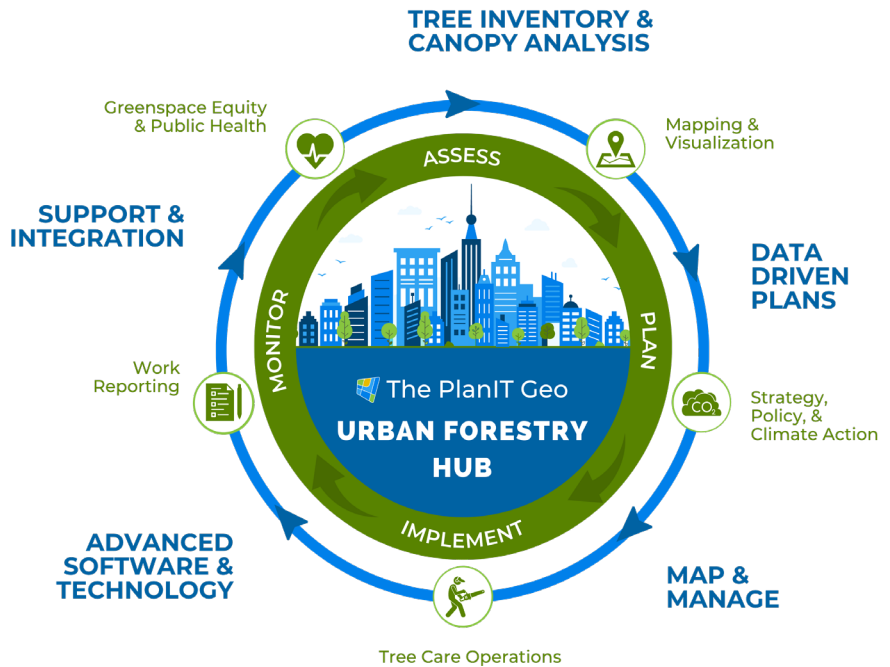 TREE INVENTORY &
CANOPY ANALYSIS
Greenspace Equity
& Public Health
Mapping &
Visualization
ASSESS
SUPPORT &
INTEGRATION
DATA
DRIVEN
PLANS
MONITOR
PLAN
Work
Reporting
The PlanIT Geo
URBAN FORESTRY
HUB
CO2
Strategy,
Policy, &
Climate Action
IMPLEMENT
ADVANCED
SOFTWARE &
TECHNOLOGY
MAP &
MANAGE
Tree Care Operations